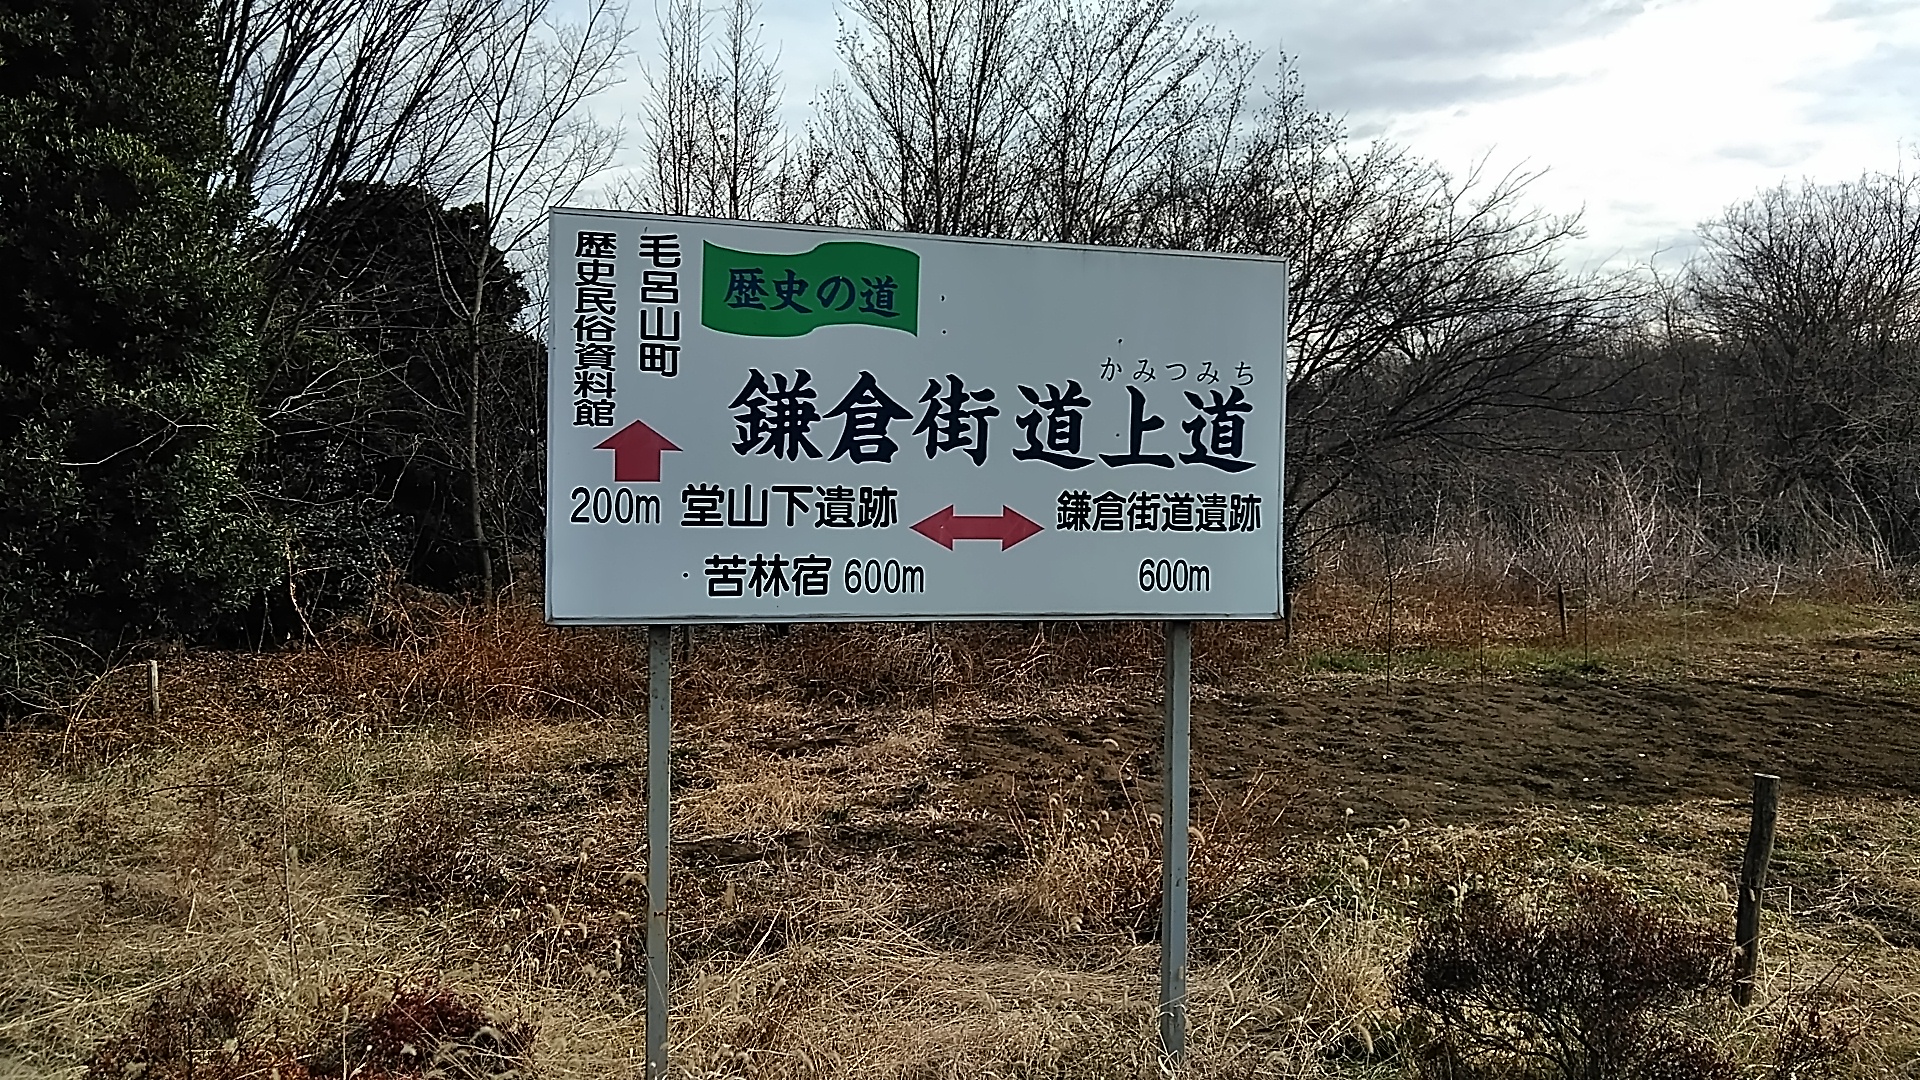 毛呂山町
歴史民俗資料館
200m
歴史の道
かみつみち
鎌倉街道上道
堂山下遺跡
苦林宿 600m
鎌倉街道遺跡
600m